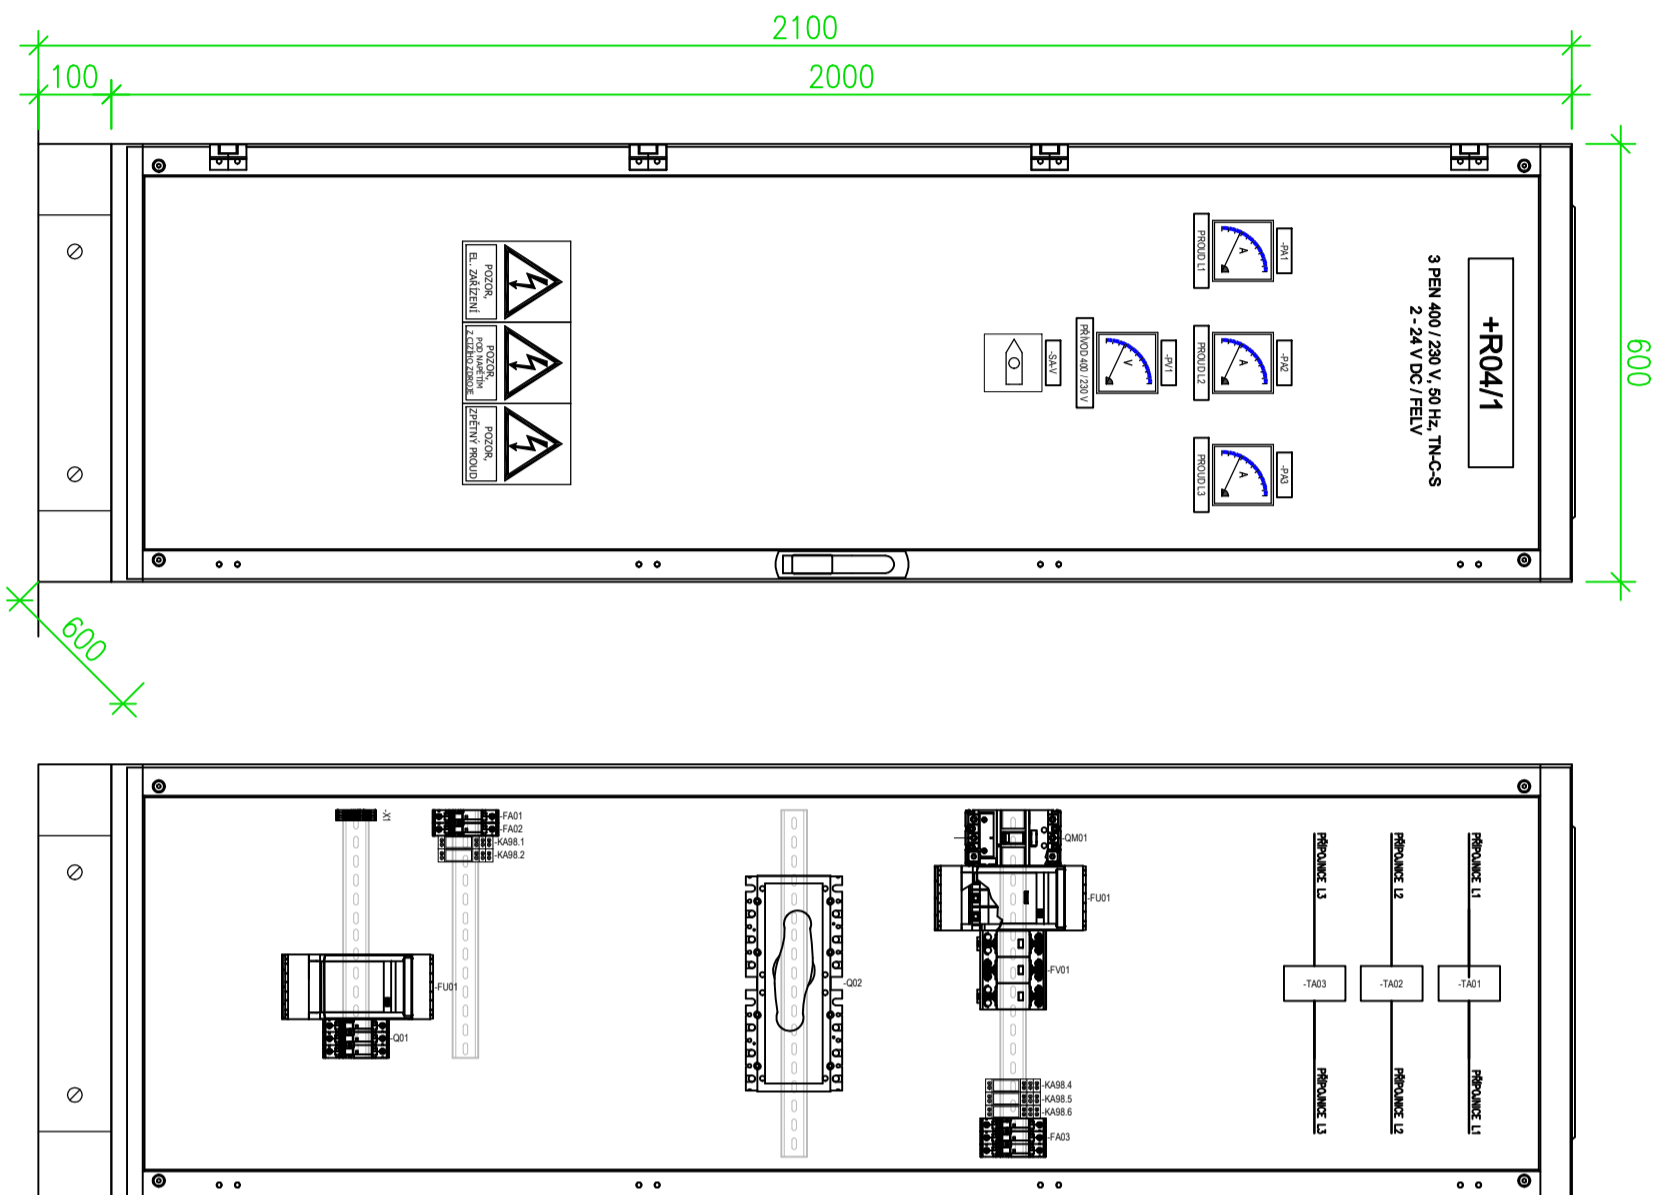 2100
100
2000
600
600
+R04/1
3 PEN 400 / 230 V, 50 Hz, TN-C-S
2 - 24 V DC / FELV
-PA1
A
PROUD L1
-PA2
A
PROUD L2
-PA3
A
PROUD L3
-PV1
V
PŘÍVOD 400 / 230 V
-SA-V
POZOR,
EL. ZAŘÍZENÍ
POZOR,
POD NAPĚTÍM
Z CIZÍHO ZDROJE
POZOR,
ZPĚTNÝ PROUD
-X1
-FA01
-FA02
-KA98.1
-KA98.2
-FU01
-Q01
-Q02
-QM01
-FU01
-FV01
-KA98.4
-KA98.5
-KA98.6
-FA03
PŘÍPOJNICE L3
PŘÍPOJNICE L2
PŘÍPOJNICE L1
-TA03
-TA02
-TA01
PŘÍPOJNICE L3
PŘÍPOJNICE L2
PŘÍPOJNICE L1